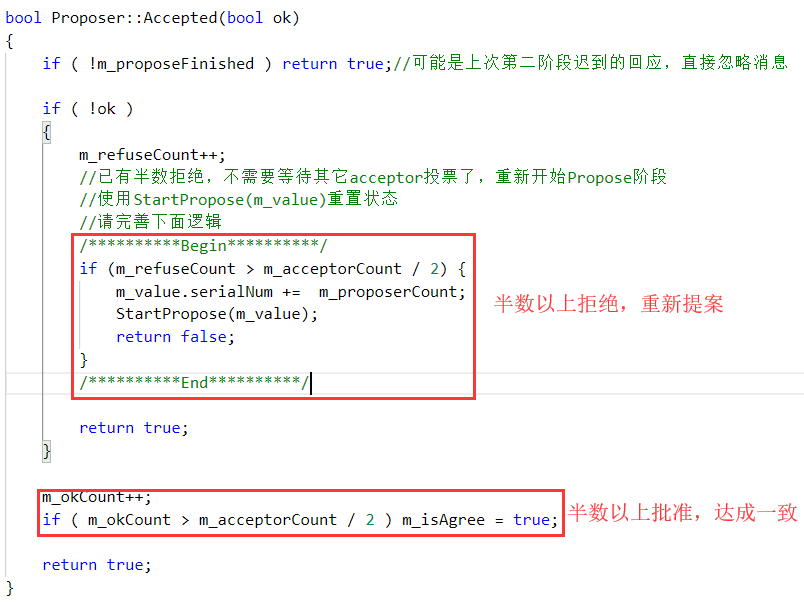 bool Proposer::Accepted(bool ok)
{
if ( !m_proposeFinished ) return true;//可能是上次第二阶段迟到的回应，直接忽略消息
if ( !ok )
{
m_refuseCount++;
//已有半数拒绝，不需要等待其它acceptor投票了，重新开始Propose阶段
//使用StartPropose(m_value)重置状态
//请完善下面逻辑
/**********Begin**********/
if (m_refuseCount > m_acceptorCount / 2) {
m_value.serialNum +=  m_proposerCount;
StartPropose(m_value);
return false;
}
半数以上拒绝，重新提案
/**********End**********/
return true;
}
m_okCount++;
if ( m_okCount > m_acceptorCount / 2 ) m_isAgree = true;
半数以上批准，达成一致
return true;
}